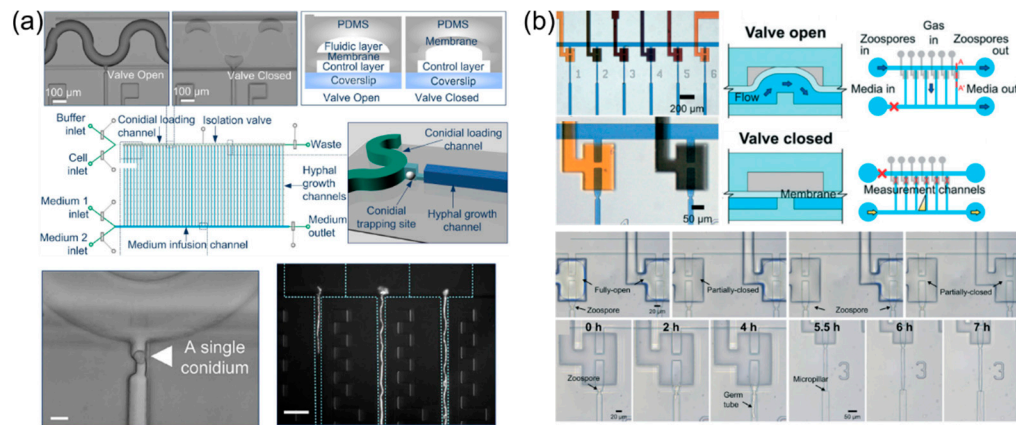 (a)
Valve Open
100 µm
Valve Closed
100 µm
PDMS
Fluidic layer
Membrane
Control layer
Coverslip
Valve Open
PDMS
Membrane
Control layer
Coverslip
Valve Closed
Buffer
inlet
Conidial loading
channel
Isolation valve
Waste
Cell
inlet
Hyphal
growth
channels
Medium 1
inlet
Medium 2
inlet
Medium infusion channel
Medium
outlet
Conidial loading
channel
Conidial
trapping site
Hyphal growth
channel
A single
conidium
(b)
1
2
3
4
5
6
200 µm
50 µm
Valve open
Flow
Valve closed
Membrane
Zoospores
in
Gas
in
Zoospores
out
A
A'
Media in
Media out
Measurement channels
Fully-open
Zoospore
20 µm
Partially-closed
Zoospore
Partially-closed
0 h
2 h
4 h
5.5 h
6 h
7 h
Zoospore
20 µm
Germ
tube
Micropillar
50 µm
3
3